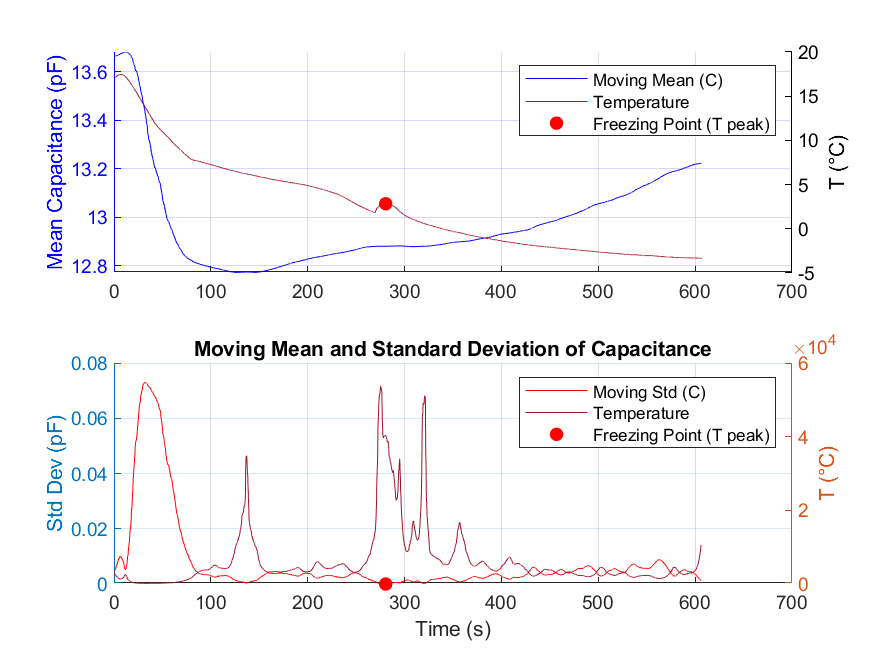 Mean Capacitance (pF)
13.6
13.4
13.2
13
12.8
20
15
10
5
0
-5
T (°C)
Moving Mean (C)
Temperature
Freezing Point (T peak)
0 100 200 300 400 500 600 700
Moving Mean and Standard Deviation of Capacitance
×10⁴
Std Dev (pF)
0.08
0.06
0.04
0.02
0
6
4
2
0
T (°C)
Moving Std (C)
Temperature
Freezing Point (T peak)
0 100 200 300 400 500 600 700
Time (s)